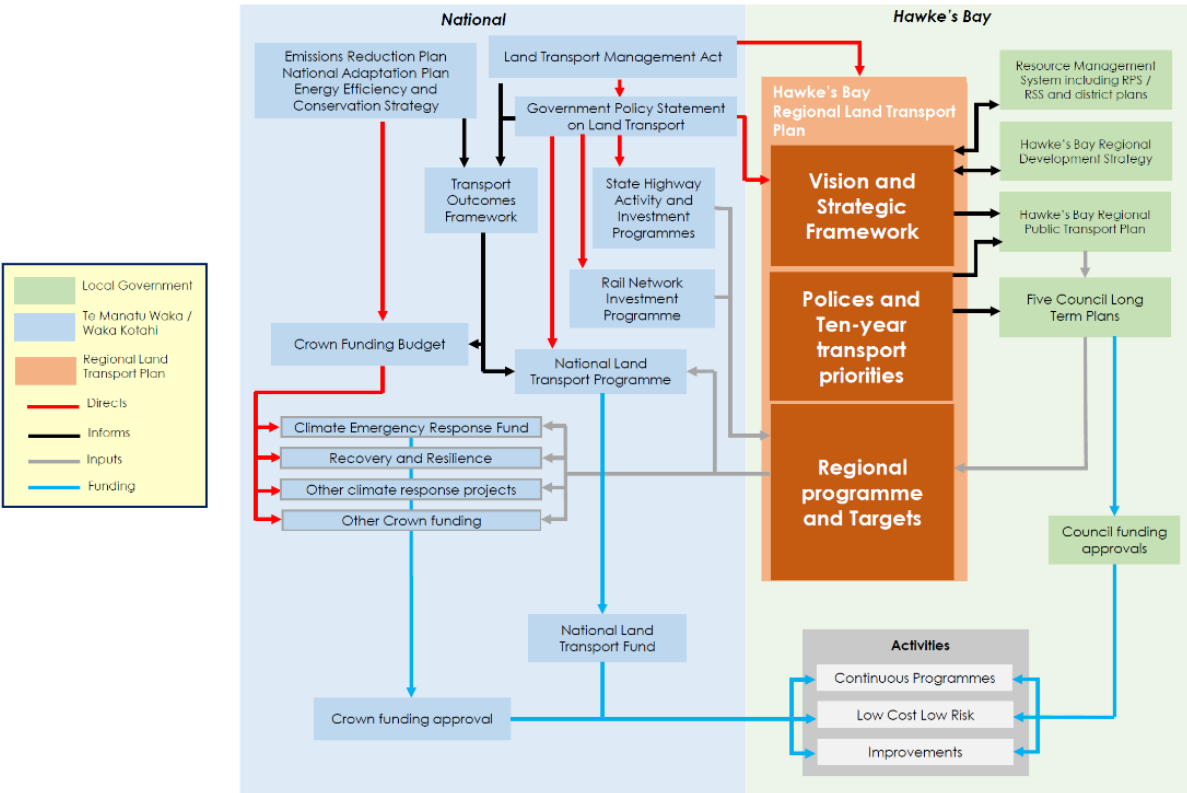 National
Hawke's Bay
Emissions Reduction Plan
National Adaptation Plan
Energy Efficiency and
Conservation Strategy
Land Transport Management Act
Government Policy Statement
on Land Transport
Transport
Outcomes
Framework
State Highway
Activity and
Investment
Programmes
Rail Network
Investment
Programme
Crown Funding Budget
National Land
Transport Programme
Climate Emergency Response Fund
Recovery and Resilience
Other climate response projects
Other Crown funding
National Land
Transport Fund
Crown funding approval
Hawke's Bay
Regional Land Transport
Plan
Vision and
Strategic
Framework
Polices and
Ten-year
transport
priorities
Regional
programme
and Targets
Resource Management
System including RPS /
RSS and district plans
Hawke's Bay Regional
Development Strategy
Hawke's Bay Regional
Public Transport Plan
Five Council Long
Term Plans
Council funding
approvals
Activities
Continuous Programmes
Low Cost Low Risk
Improvements
Local Government
Te Manatu Waka /
Waka Kotahi
Regional Land
Transport Plan
Directs
Informs
Inputs
Funding